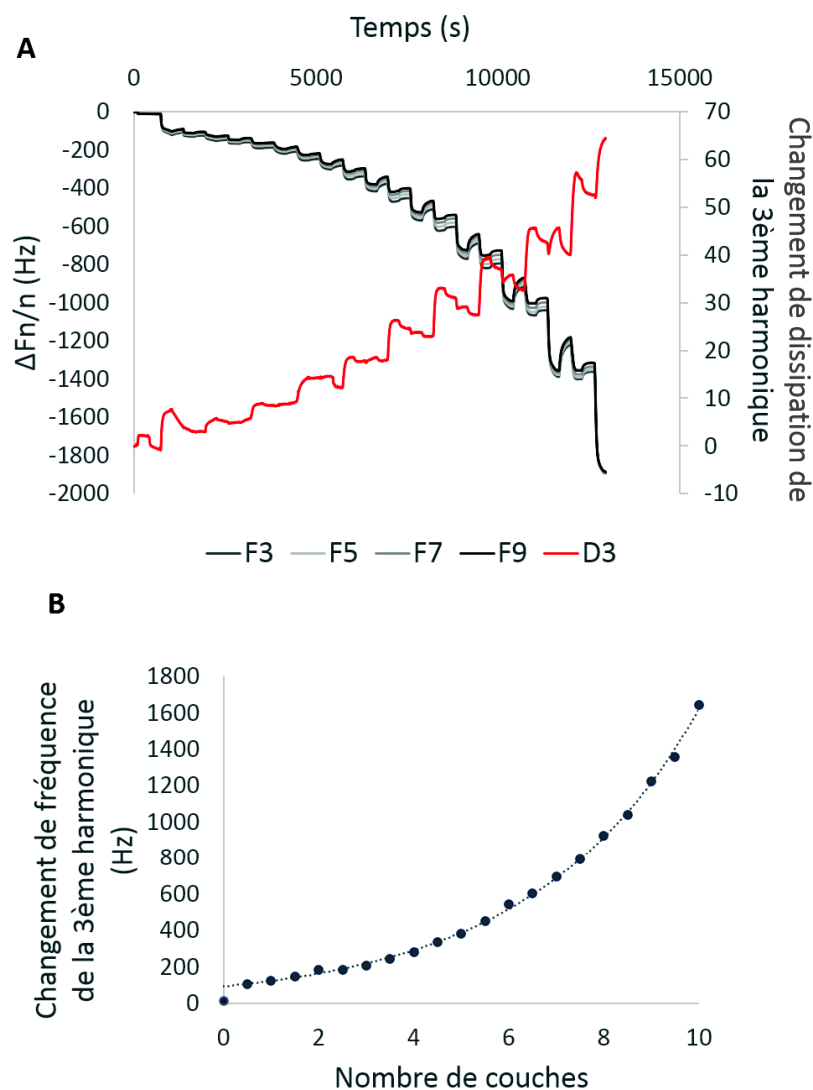 A
Temps (s)
0 5000 10000 15000
0
-200
-400
-600
-800
-1000
-1200
-1400
-1600
-1800
-2000
ΔFn/n (Hz)
70
60
50
40
30
20
10
0
-10
Changement de dissipation de
la 3ème harmonique
F3 F5 F7 F9 D3
B
Changement de fréquence
de la 3ème harmonique
(Hz)
1800
1600
1400
1200
1000
800
600
400
200
0
0 2 4 6 8 10
Nombre de couches